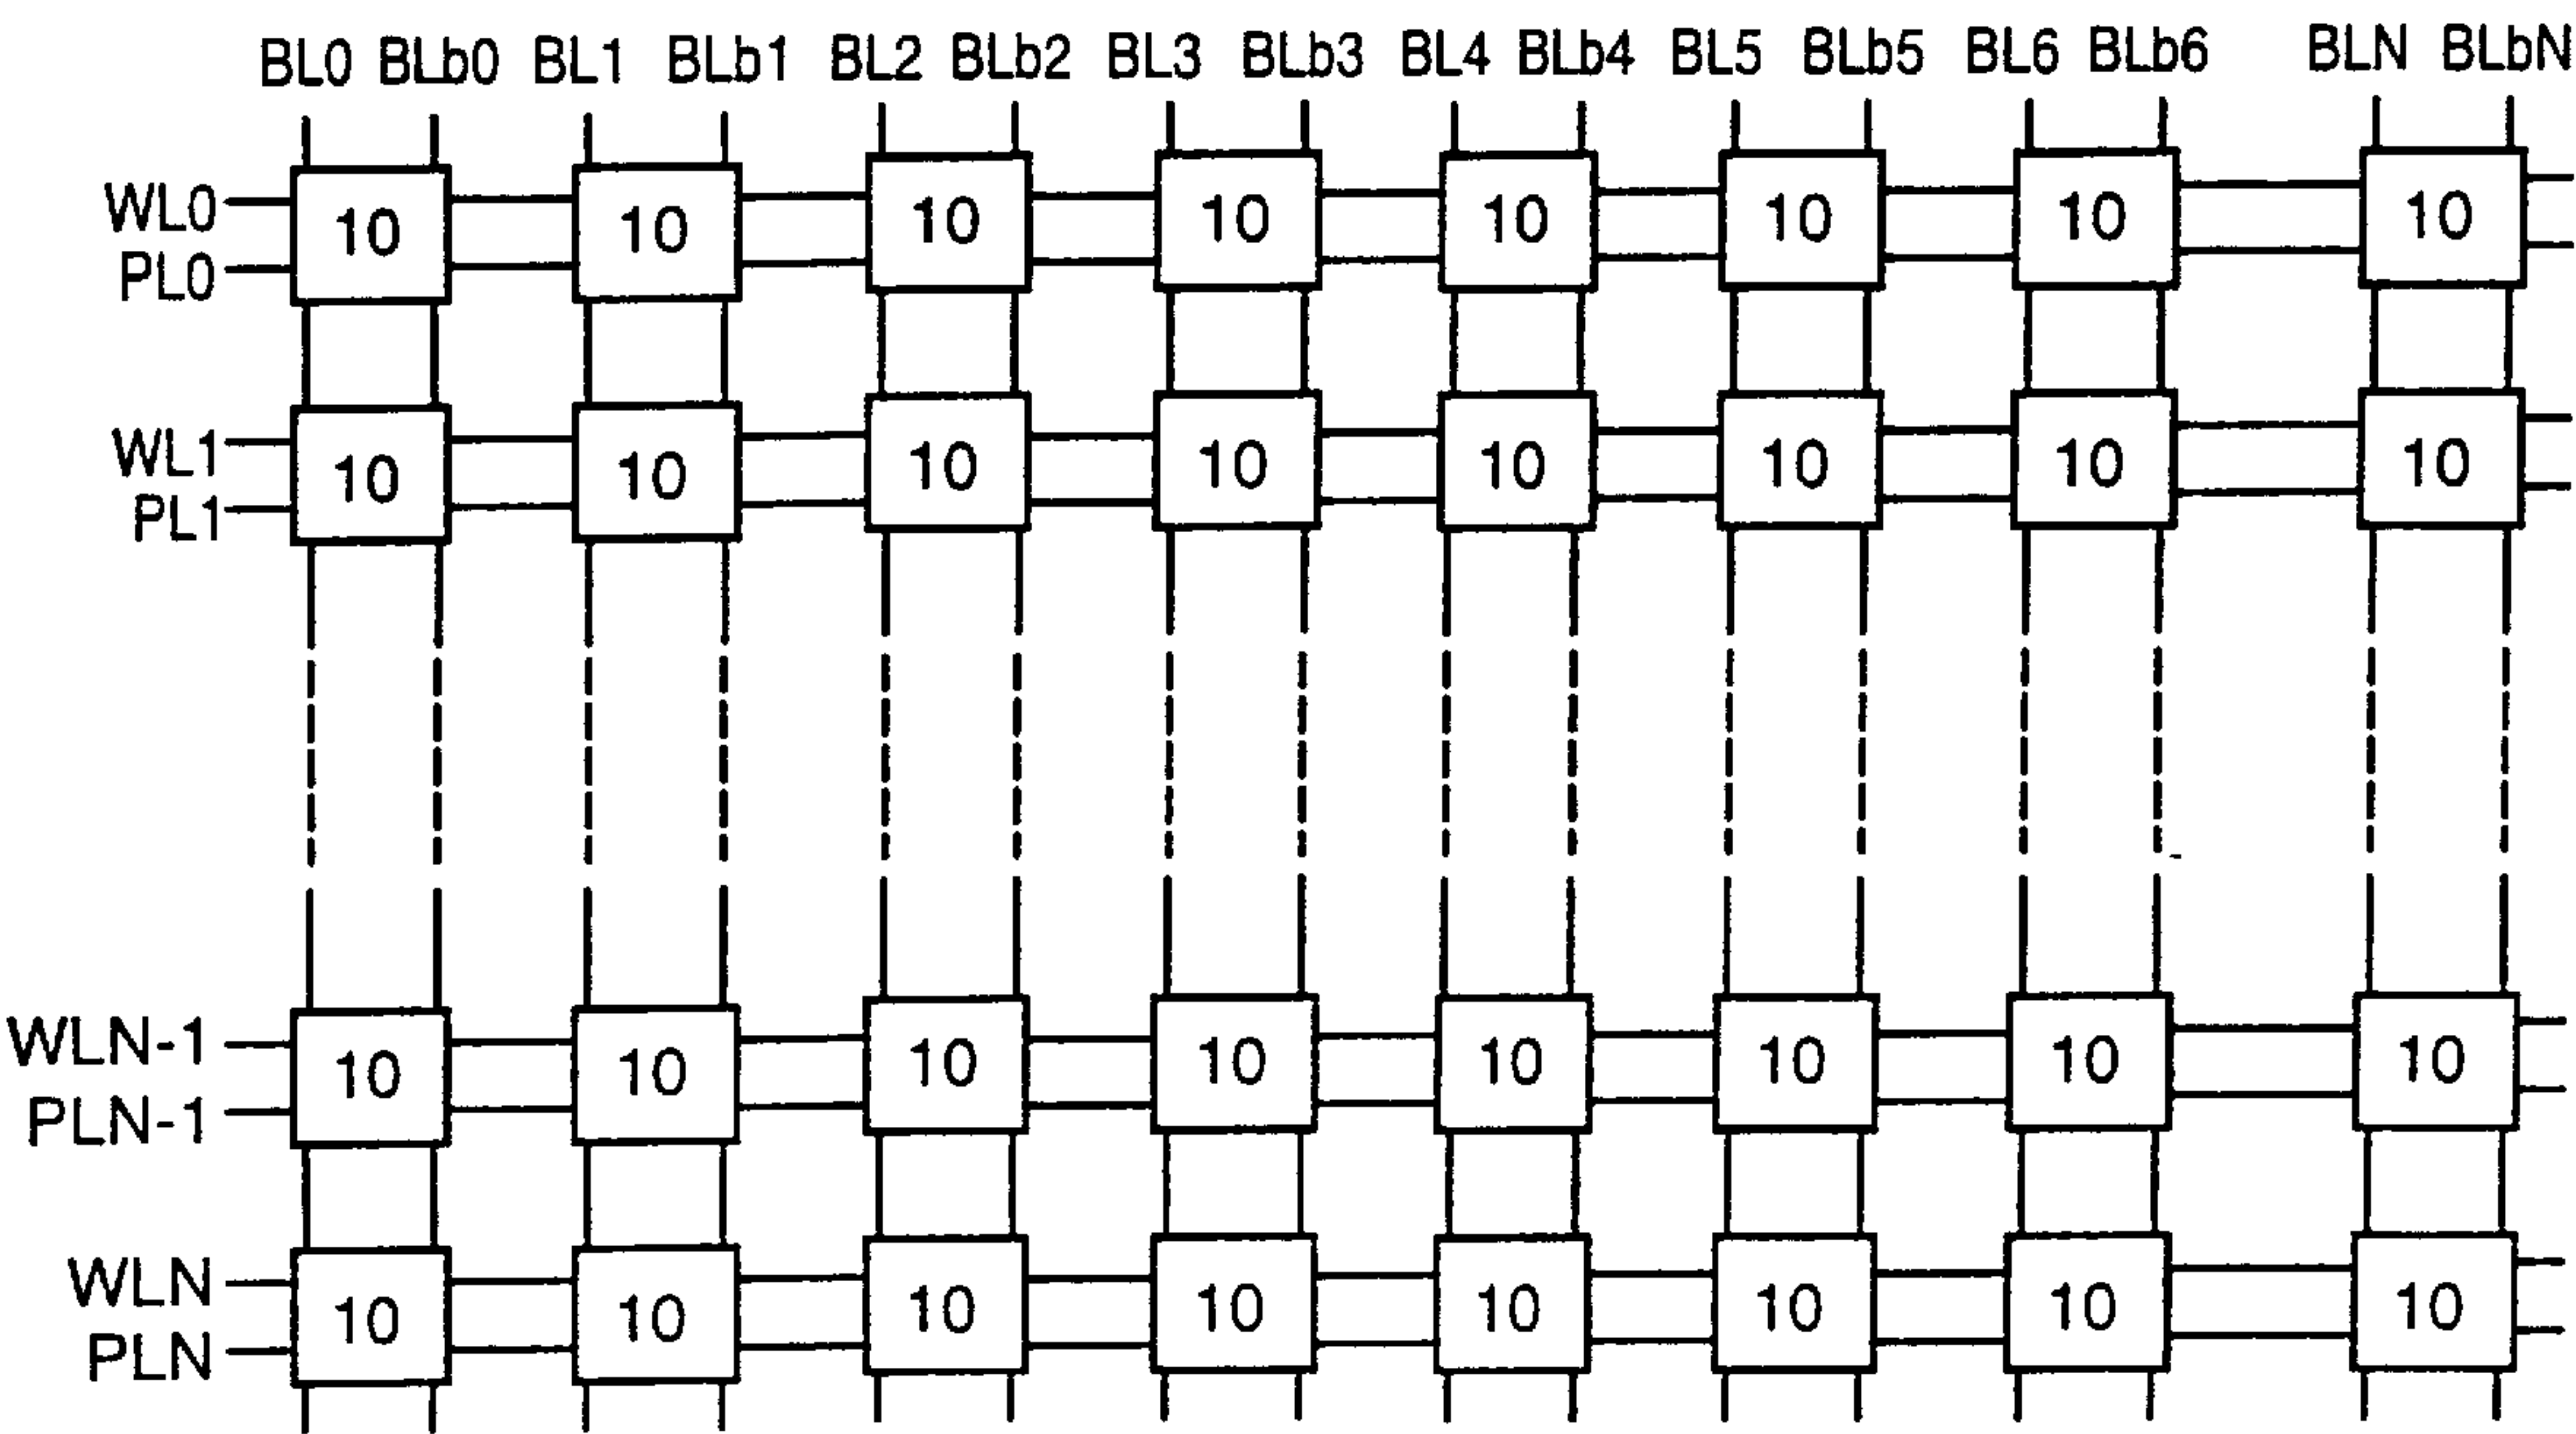 BL0 BLb0 BL1 BLb1 BL2 BLb2 BL3 BLb3 BL4 BLb4 BL5 BLb5 BL6 BLb6 BLN BLbN
WL0 10 10 10 10 10 10 10 10
PL0
WL1 10 10 10 10 10 10 10 10
PL1
WLN-1 10 10 10 10 10 10 10 10
PLN-1
WLN 10 10 10 10 10 10 10 10
PLN